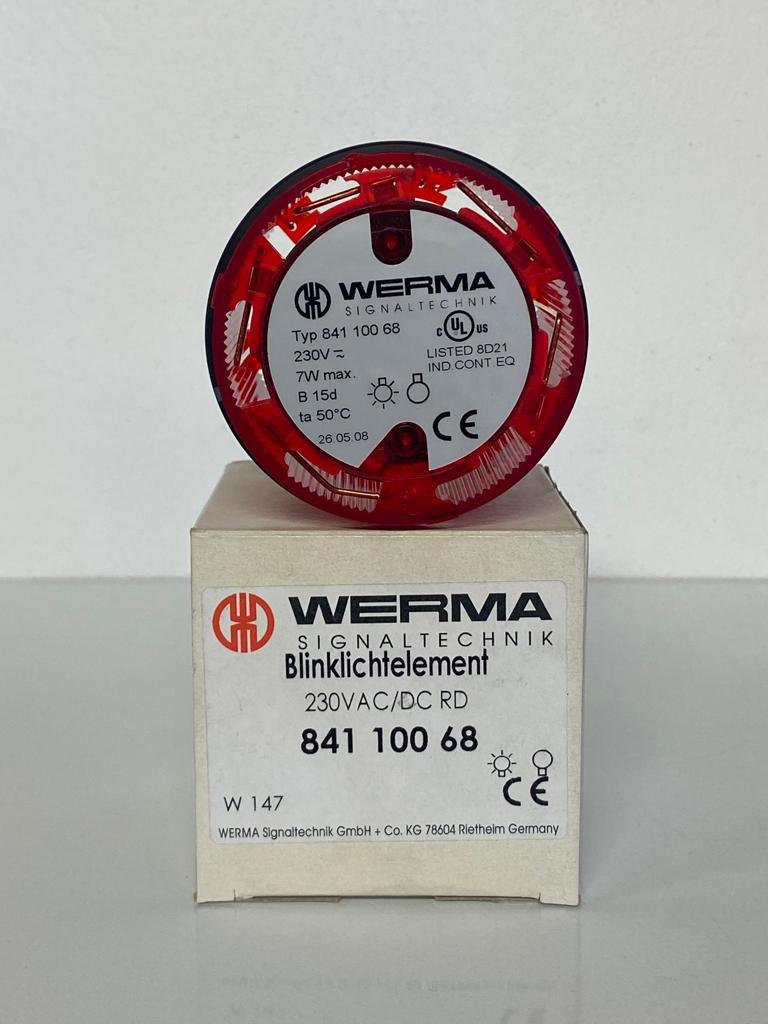 WERMA
SIGNALTECHNIK
Typ 841 100 68
230V ⎓
7W max.
B 15d
ta 50°C
26.05.08
C UL US
LISTED 8D21
IND.CONT.EQ
CE
WERMA
SIGNALTECHNIK
Blinklichtelement
230VAC/DC RD
841 100 68
CE
W 147
WERMA Signaltechnik GmbH + Co. KG 78604 Rietheim Germany